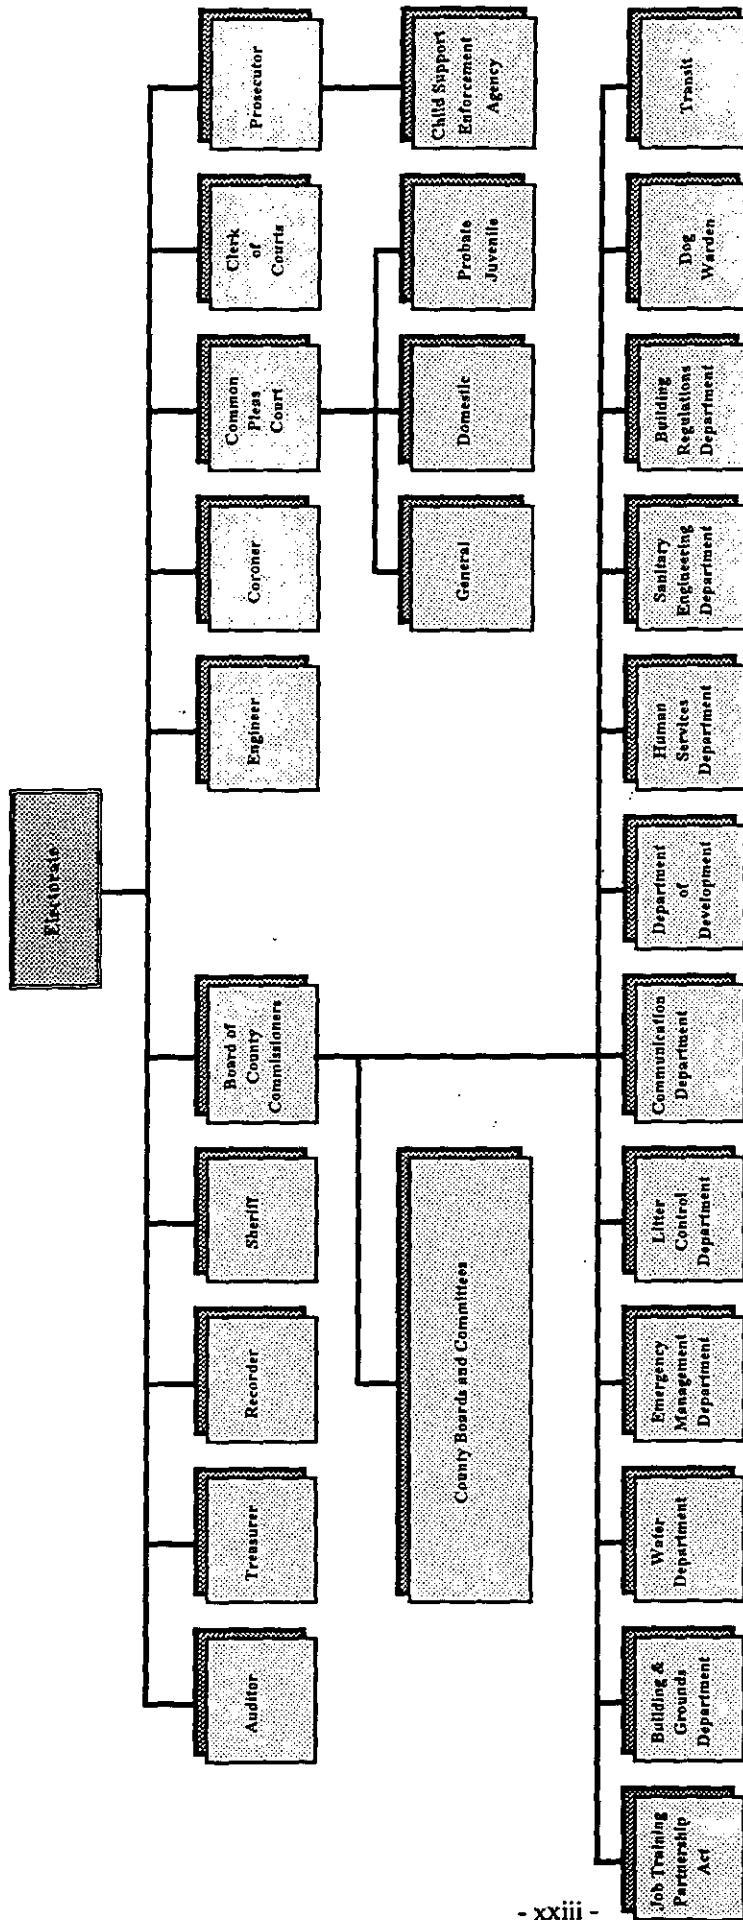 Electorate
Auditor
Treasurer
Recorder
Sheriff
Board of
County
Commissioners
Engineer
Coroner
Common
Pleas
Court
Clerk
of
Courts
Prosecutor
County Boards and Committees
General
Domestic
Probate
Juvenile
Child Support
Enforcement
Agency
Job Training
Partnership
Act
Building &
Grounds
Department
Water
Department
Emergency
Management
Department
Litter
Control
Department
Communication
Department
Department
of
Development
Human
Services
Department
Sanitary
Engineering
Department
Building
Regulations
Department
Dog
Warden
Transit
- xxiii -